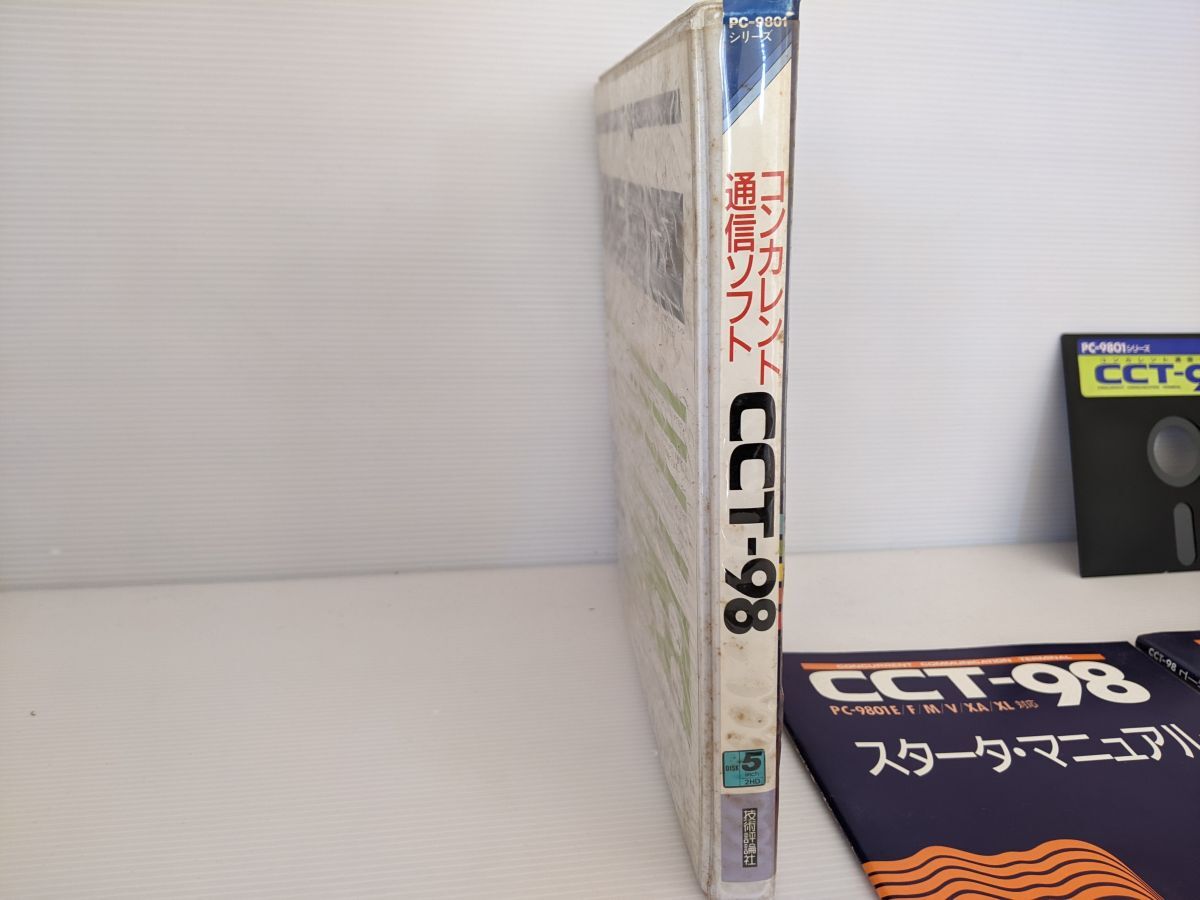 PC-9801
シリーズ
コンカレント
通信ソフト
CCT-98
DISK
5
inch
2HD
技術評論社
PC-9801シリーズ
CCT-9
CONCURRENT COMMUNICATION TERMINAL
CCT-98
PC-9801E/F/M/V/XA/XL対応
スタータ・マニュアル
CCT-98